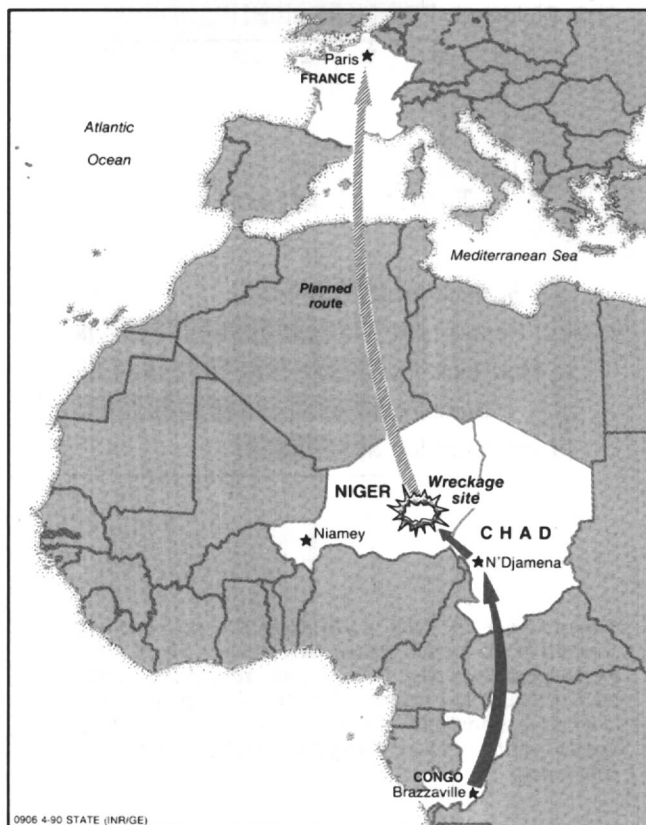 Paris
FRANCE
Atlantic
Ocean
Mediterranean Sea
Planned
route
NIGER
Wreckage
site
CHAD
Niamey
N'Djamena
CONGO
Brazzaville
0906 4-90 STATE (INR/GE)